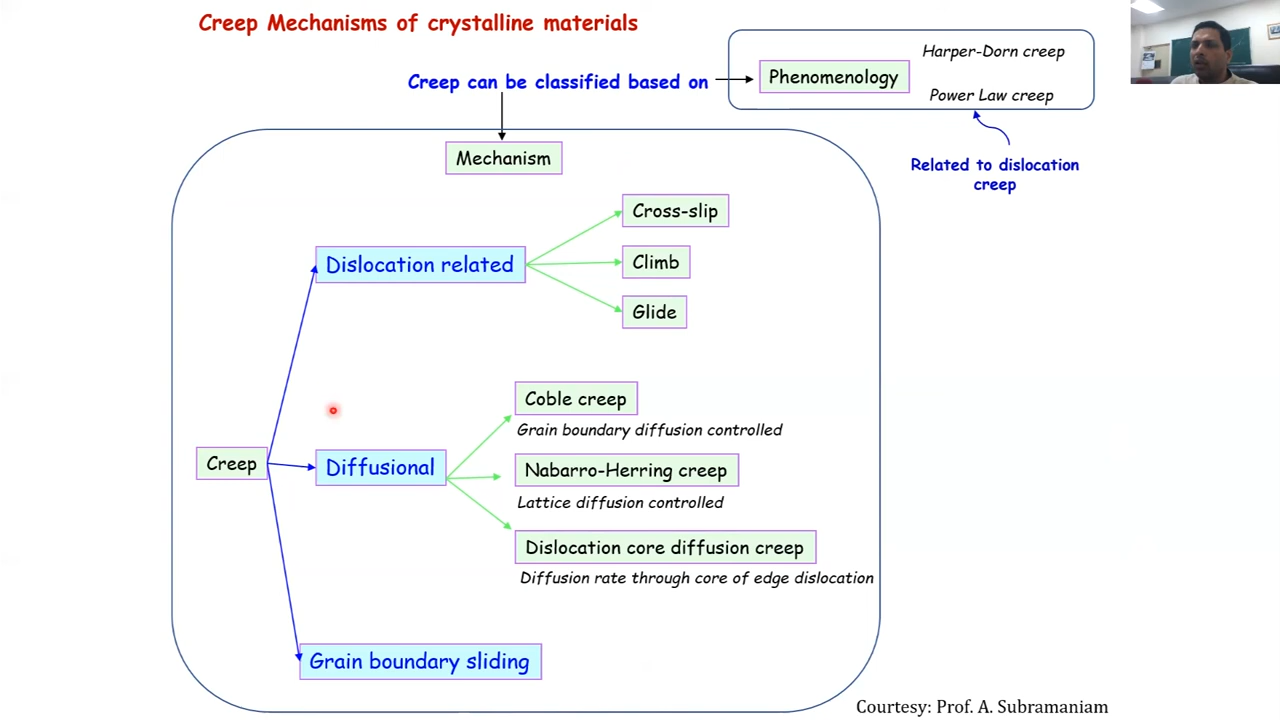 Creep Mechanisms of crystalline materials
Creep can be classified based on
Phenomenology
Harper-Dorn creep
Power Law creep
Related to dislocation
creep
Mechanism
Cross-slip
Dislocation related
Climb
Glide
Coble creep
Grain boundary diffusion controlled
Creep
Diffusional
Nabarro-Herring creep
Lattice diffusion controlled
Dislocation core diffusion creep
Diffusion rate through core of edge dislocation
Grain boundary sliding
Courtesy: Prof. A. Subramaniam